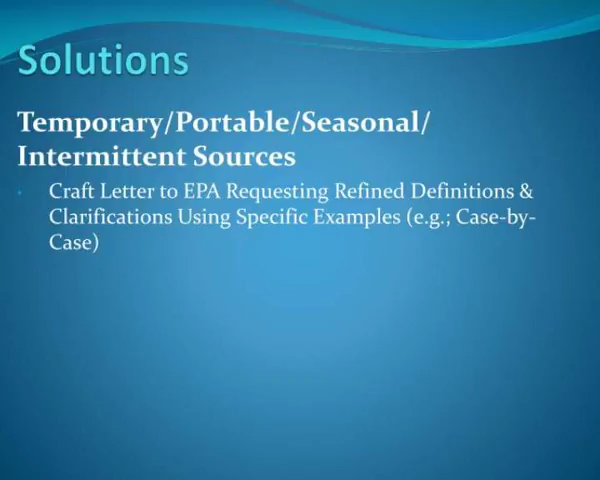 Solutions
Temporary/Portable/Seasonal/
Intermittent Sources
• Craft Letter to EPA Requesting Refined Definitions &
Clarifications Using Specific Examples (e.g.; Case-by-
Case)